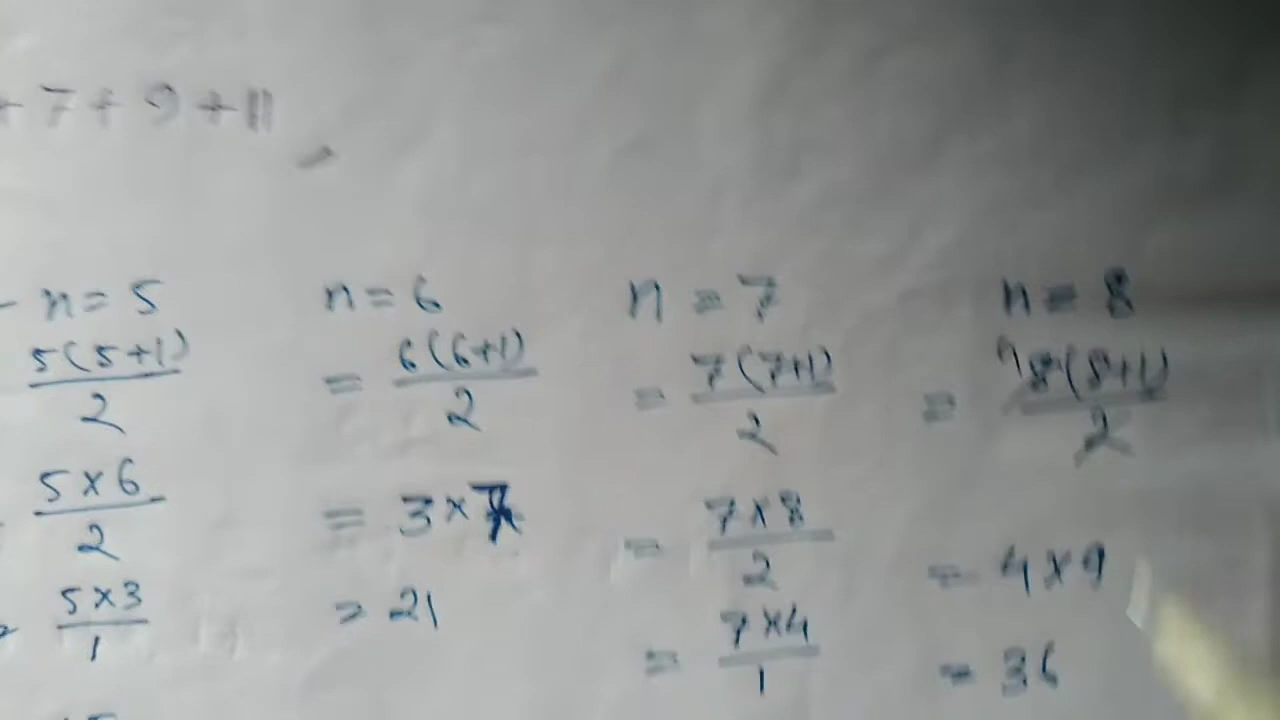 + 7 + 9 + 11
n = 5
5(5+1)
2
5 × 6
2
5 × 3
1
n = 6
= 6(6+1)
2
= 3 × 7
= 21
n = 7
= 7(7+1)
2
= 7 × 8
2
= 7 × 4
1
n = 8
= 8(8+1)
2
= 4 × 9
= 36